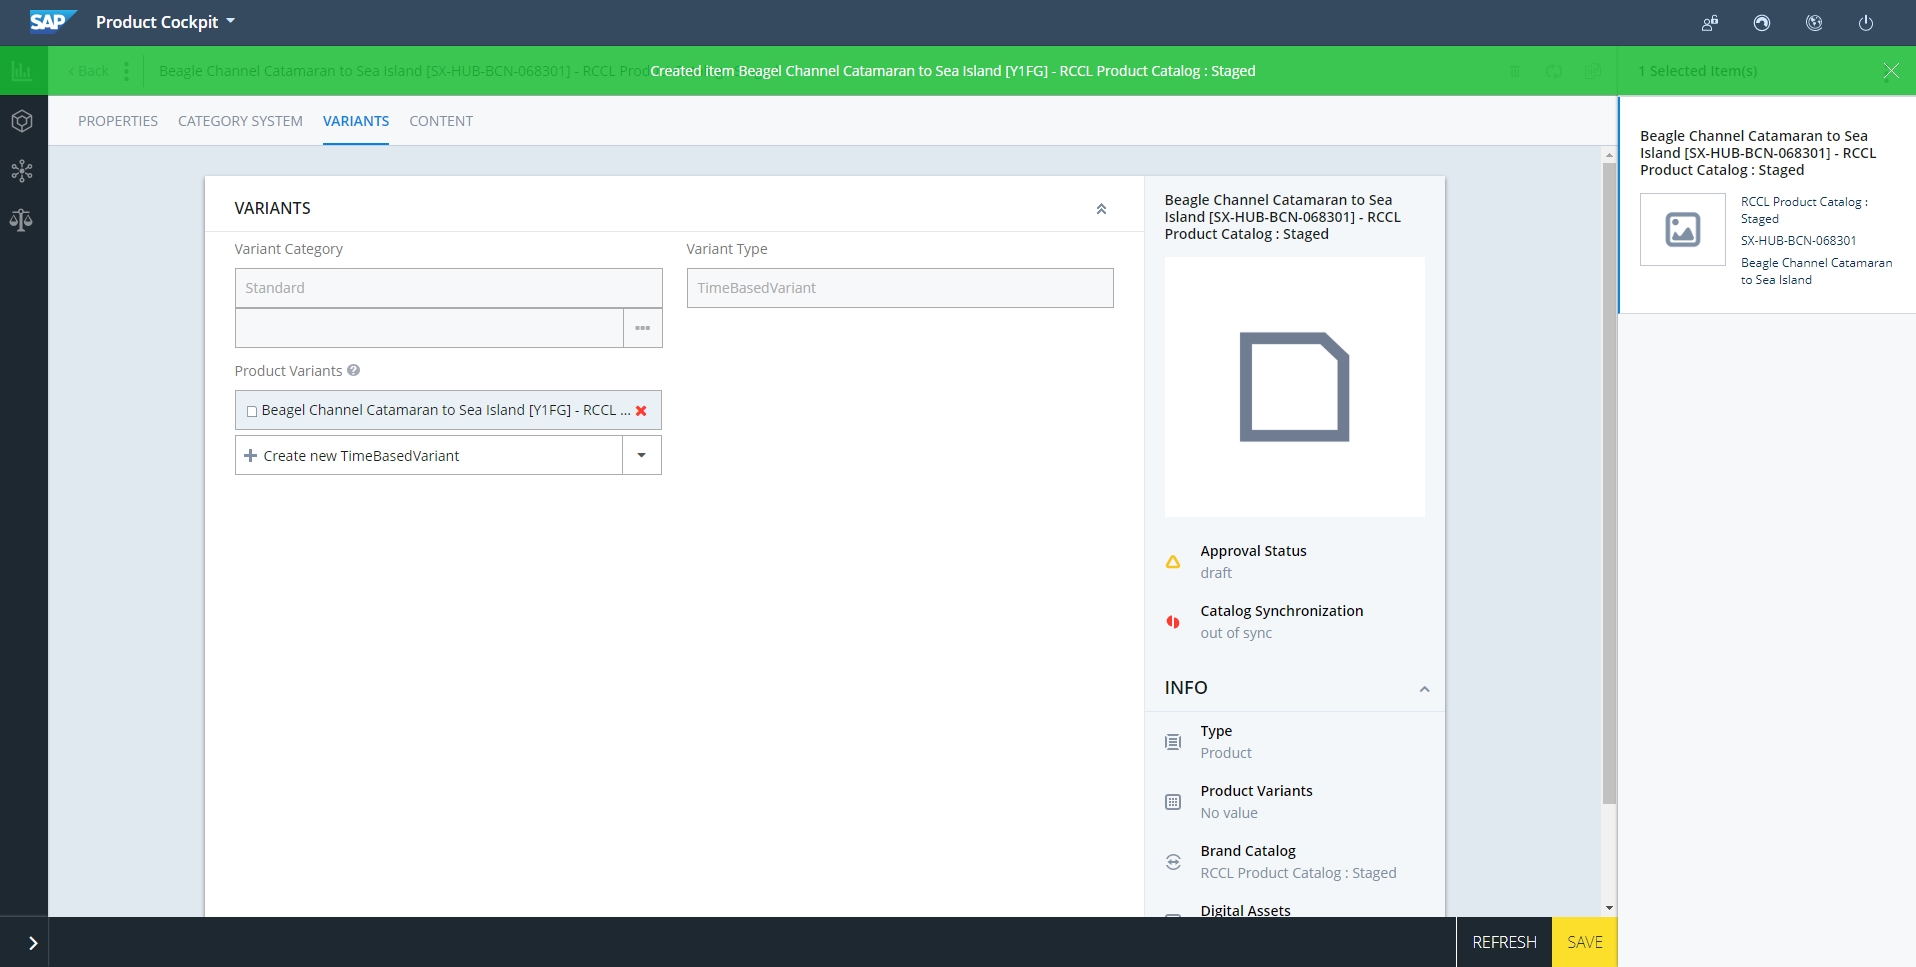 SAP Product Cockpit
‹ Back
Beagle Channel Catamaran to Sea Island [SX-HUB-BCN-068301] - RCCL Prod
Created item Beagel Channel Catamaran to Sea Island [Y1FG] - RCCL Product Catalog : Staged
1 Selected Item(s)
PROPERTIES CATEGORY SYSTEM VARIANTS CONTENT
VARIANTS
Variant Category
Standard
Variant Type
TimeBasedVariant
Product Variants
Beagel Channel Catamaran to Sea Island [Y1FG] - RCCL ...
Create new TimeBasedVariant
Beagle Channel Catamaran to Sea
Island [SX-HUB-BCN-068301] - RCCL
Product Catalog : Staged
Approval Status
draft
Catalog Synchronization
out of sync
INFO
Type
Product
Product Variants
No value
Brand Catalog
RCCL Product Catalog : Staged
Digital Assets
Beagle Channel Catamaran to Sea
Island [SX-HUB-BCN-068301] - RCCL
Product Catalog : Staged
RCCL Product Catalog :
Staged
SX-HUB-BCN-068301
Beagle Channel Catamaran
to Sea Island
REFRESH SAVE